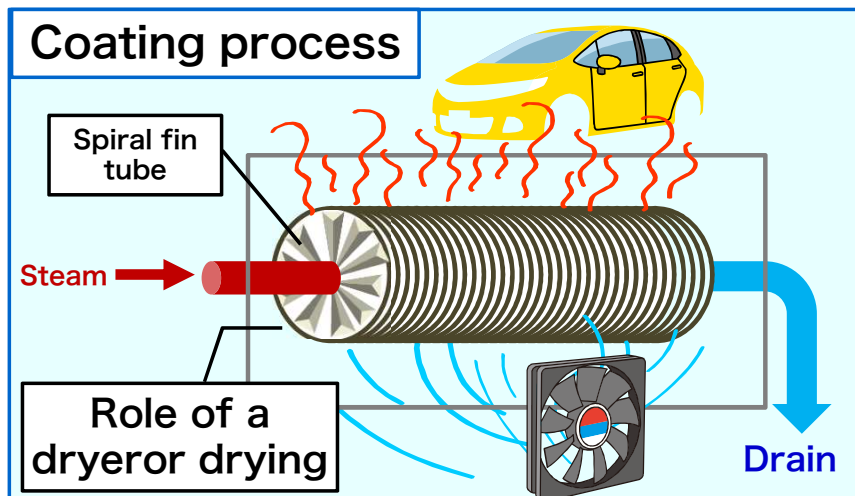 Coating process
Spiral fin
tube
Steam
Role of a
dryeror drying
Drain